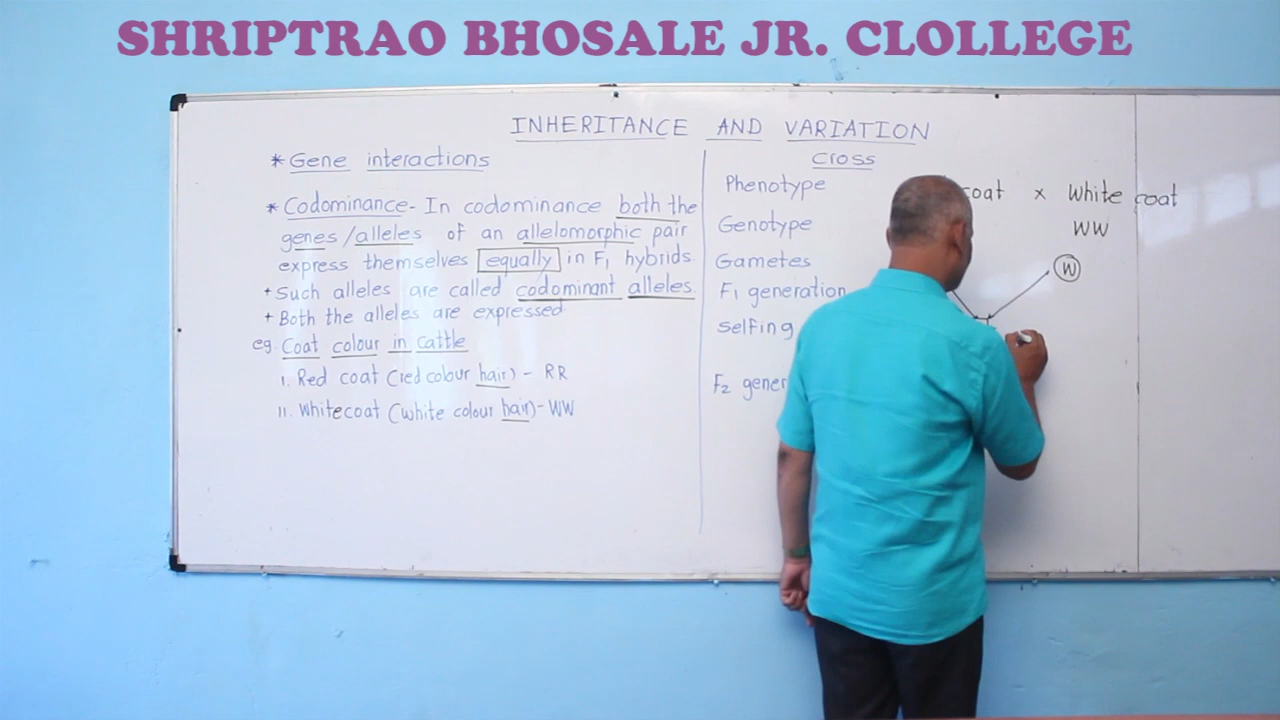 SHRIPTRAO BHOSALE JR. CLOLLEGE
INHERITANCE AND VARIATION
* Gene interactions
* Codominance- In codominance both the
genes/alleles of an allelomorphic pair
express themselves equally in F₁ hybrids.
+ Such alleles are called codominant alleles.
+ Both the alleles are expressed
eg. Coat colour in cattle
i. Red coat (red colour hair) - RR
ii. White coat (white colour hair) - WW
Cross
Phenotype coat x White coat
Genotype WW
Gametes W
F₁ generation
Selfing
F₂ gener